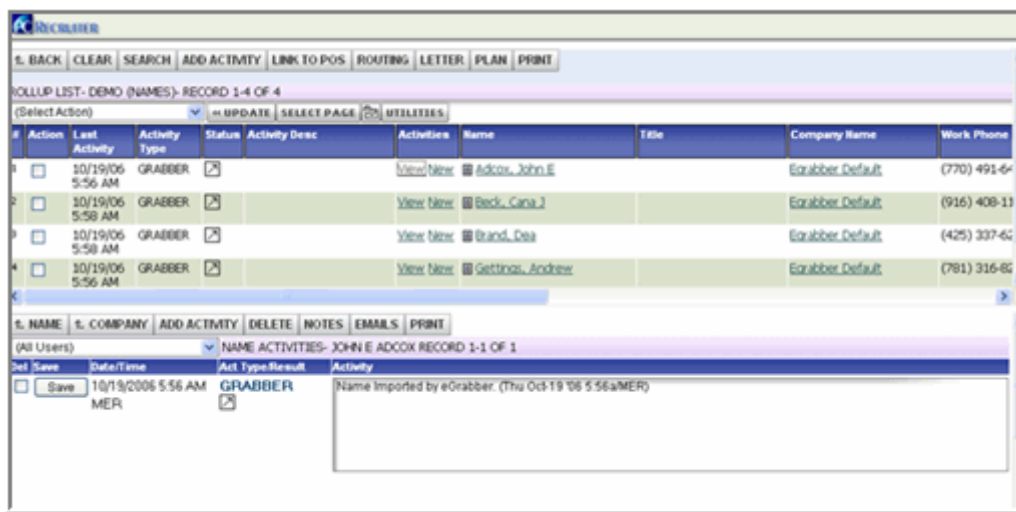 RECRUITER
BACK CLEAR SEARCH ADD ACTIVITY LINK TO POS ROUTING LETTER PLAN PRINT
ROLLUP LIST- DEMO (NAMES)- RECORD 1-4 OF 4
(Select Action) « UPDATE SELECT PAGE UTILITIES
# Action Last Activity Activity Type Status Activity Desc Activities Name Title Company Name Work Phone
10/19/06 5:56 AM GRABBER View New Adcox, John E Egrabber Default (770) 491-64
2 10/19/06 5:58 AM GRABBER View New Beck, Cana J Egrabber Default (916) 408-11
10/19/06 5:58 AM GRABBER View New Brand, Dea Egrabber Default (425) 337-62
4 10/19/06 5:56 AM GRABBER View New Gettings, Andrew Egrabber Default (781) 316-82
NAME COMPANY ADD ACTIVITY DELETE NOTES EMAILS PRINT
(All Users) NAME ACTIVITIES- JOHN E ADCOX RECORD 1-1 OF 1
Del Save Date/Time Act Type/Result Activity
Save 10/19/2006 5:56 AM GRABBER Name Imported by eGrabber. (Thu Oct-19 '06 5:56a/MER)
MER